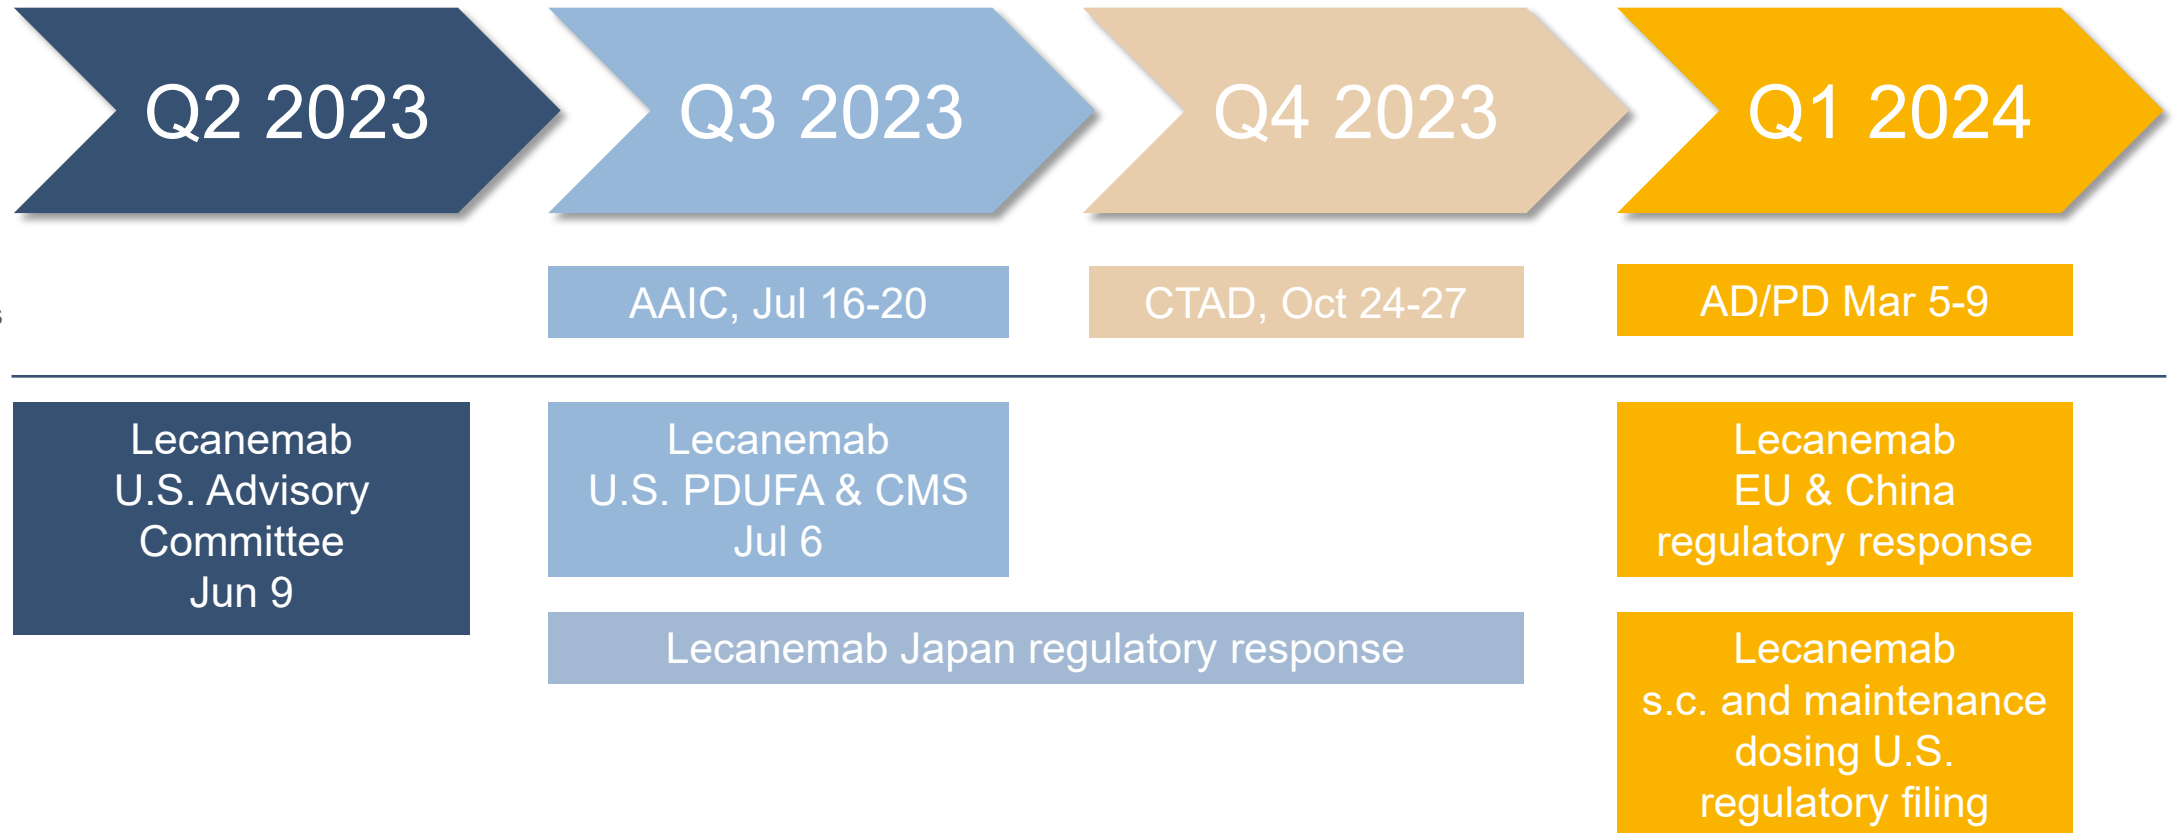 Q2 2023
Q3 2023
Q4 2023
Q1 2024
AAIC, Jul 16-20
CTAD, Oct 24-27
AD/PD Mar 5-9
Lecanemab
U.S. Advisory
Committee
Jun 9
Lecanemab
U.S. PDUFA & CMS
Jul 6
Lecanemab
EU & China
regulatory response
Lecanemab Japan regulatory response
Lecanemab
s.c. and maintenance
dosing U.S.
regulatory filing